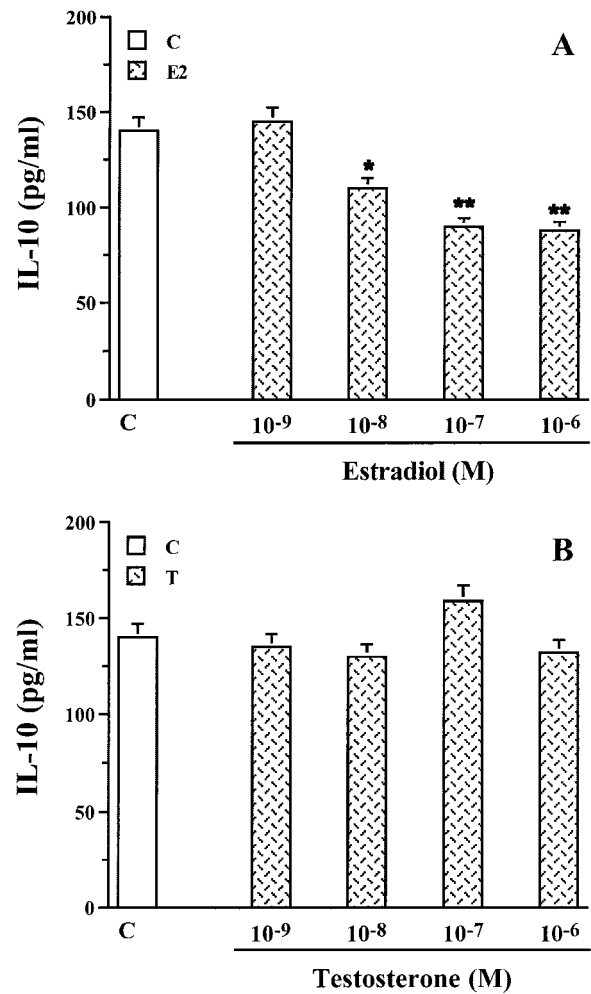 200
150
100
50
0
IL-10 (pg/ml)
C
E2
A
*
**
**
C
10-9
10-8
10-7
10-6
Estradiol (M)
200
150
100
50
0
IL-10 (pg/ml)
C
T
B
C
10-9
10-8
10-7
10-6
Testosterone (M)